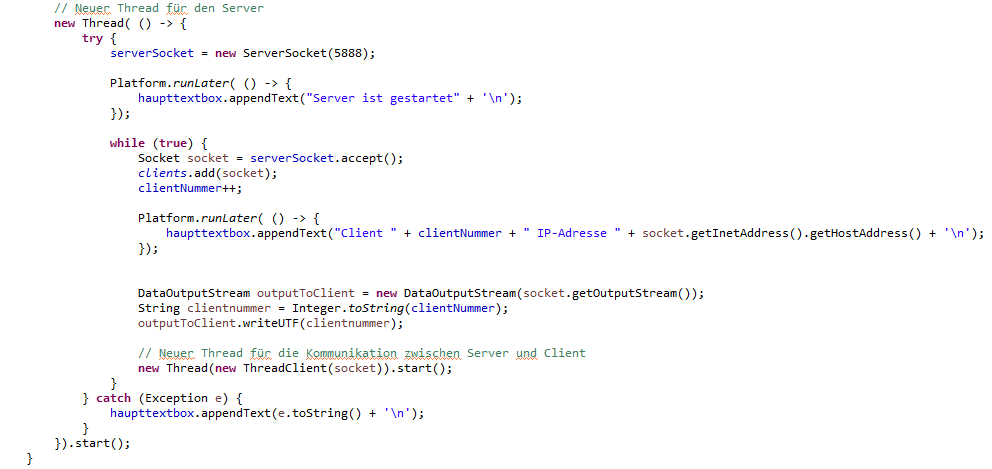 // Neuer Thread für den Server
new Thread( () -> {
try {
serverSocket = new ServerSocket(5888);
Platform.runLater( () -> {
haupttextbox.appendText("Server ist gestartet" + '\n');
});
while (true) {
Socket socket = serverSocket.accept();
clients.add(socket);
clientNummer++;
Platform.runLater( () -> {
haupttextbox.appendText("Client " + clientNummer + " IP-Adresse " + socket.getInetAddress().getHostAddress() + '\n');
});
DataOutputStream outputToClient = new DataOutputStream(socket.getOutputStream());
String clientnummer = Integer.toString(clientNummer);
outputToClient.writeUTF(clientnummer);
// Neuer Thread für die Kommunikation zwischen Server und Client
new Thread(new ThreadClient(socket)).start();
}
} catch (Exception e) {
haupttextbox.appendText(e.toString() + '\n');
}
}).start();
}